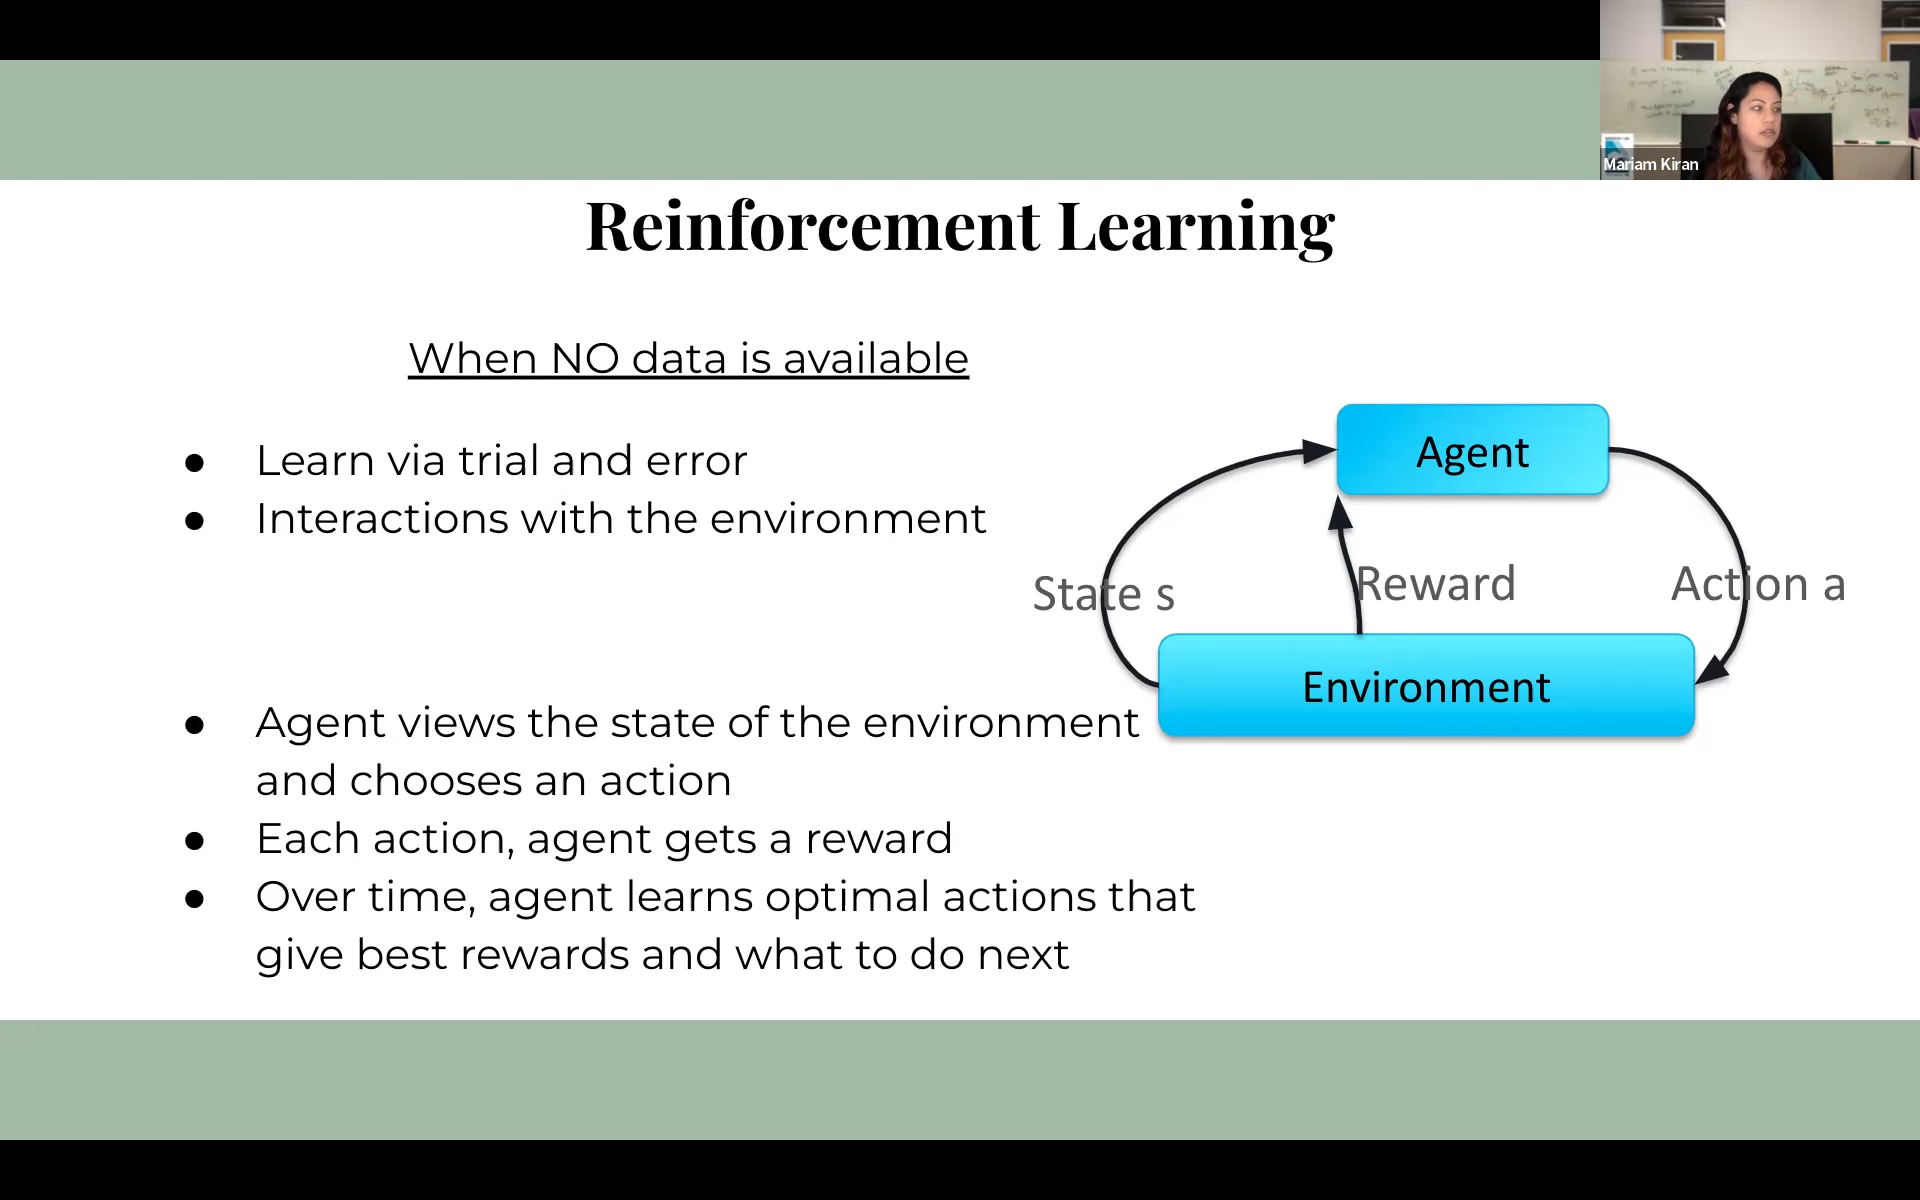 Mariam Kiran
Reinforcement Learning
When NO data is available
● Learn via trial and error
● Interactions with the environment
● Agent views the state of the environment
and chooses an action
● Each action, agent gets a reward
● Over time, agent learns optimal actions that
give best rewards and what to do next
Agent
State s
Reward
Action a
Environment